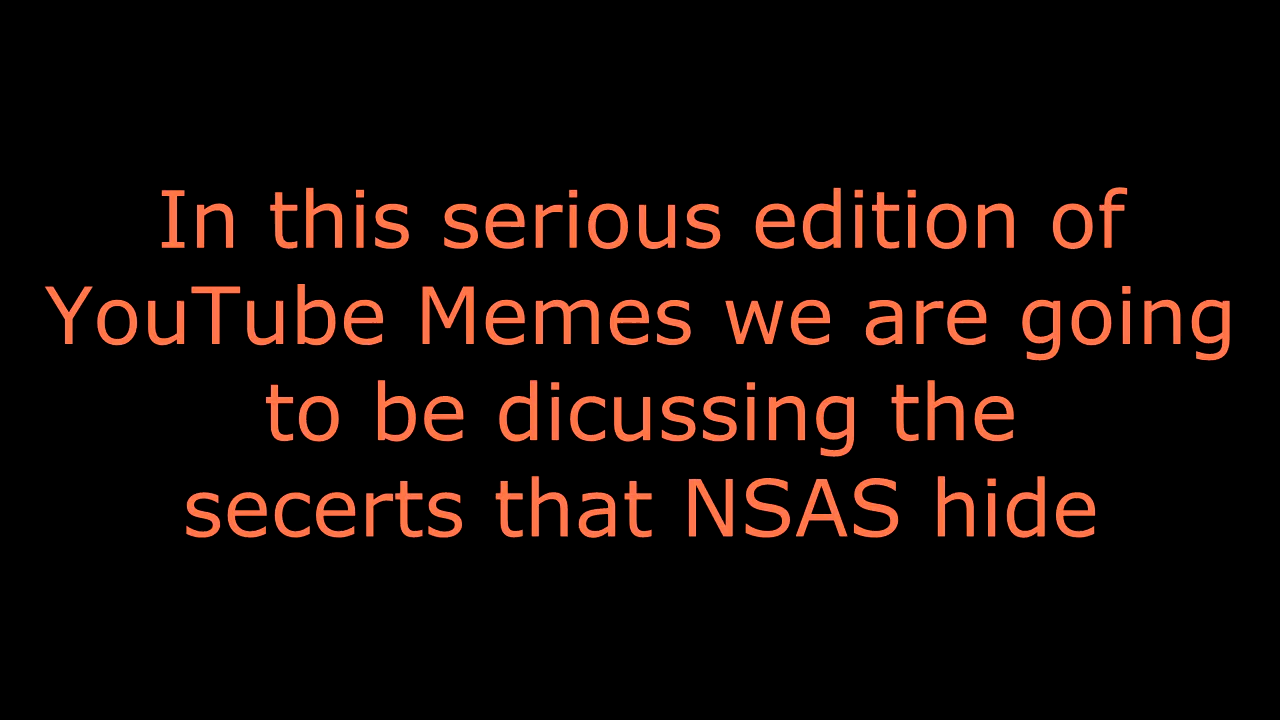 In this serious edition of
YouTube Memes we are going
to be dicussing the
secerts that NSAS hide